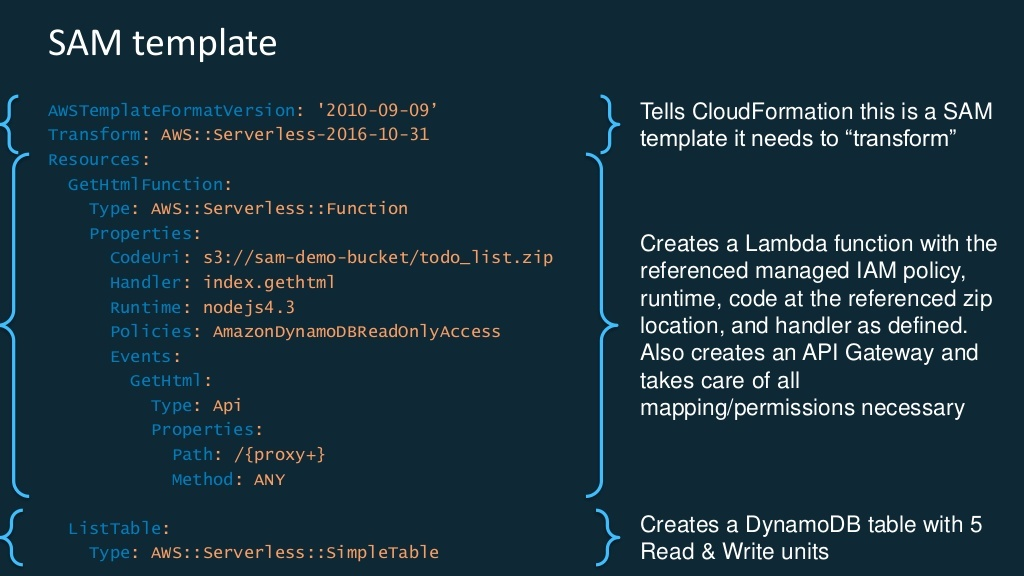 SAM template
AWSTemplateFormatVersion: '2010-09-09’
Transform: AWS::Serverless-2016-10-31
Resources:
GetHtmlFunction:
Type: AWS::Serverless::Function
Properties:
CodeUri: s3://sam-demo-bucket/todo_list.zip
Handler: index.gethtml
Runtime: nodejs4.3
Policies: AmazonDynamoDBReadOnlyAccess
Events:
GetHtml:
Type: Api
Properties:
Path: /{proxy+}
Method: ANY
ListTable:
Type: AWS::Serverless::SimpleTable
Tells CloudFormation this is a SAM
template it needs to “transform”
Creates a Lambda function with the
referenced managed IAM policy,
runtime, code at the referenced zip
location, and handler as defined.
Also creates an API Gateway and
takes care of all
mapping/permissions necessary
Creates a DynamoDB table with 5
Read & Write units